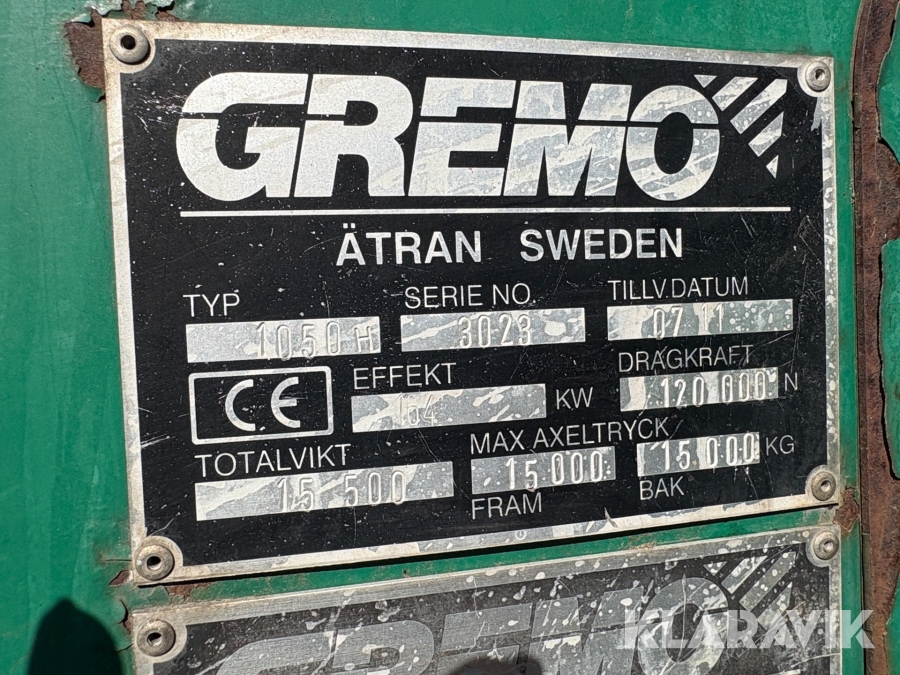 GREMO
ÄTRAN SWEDEN
TYP SERIE NO. TILLV.DATUM
1050 H 3023 07 11
CE EFFEKT 164 KW DRAGKRAFT 120 000 N
TOTALVIKT MAX AXELTRYCK
15 500 15 000 15 000 KG
FRAM BAK
GREMO
KLARAVIK